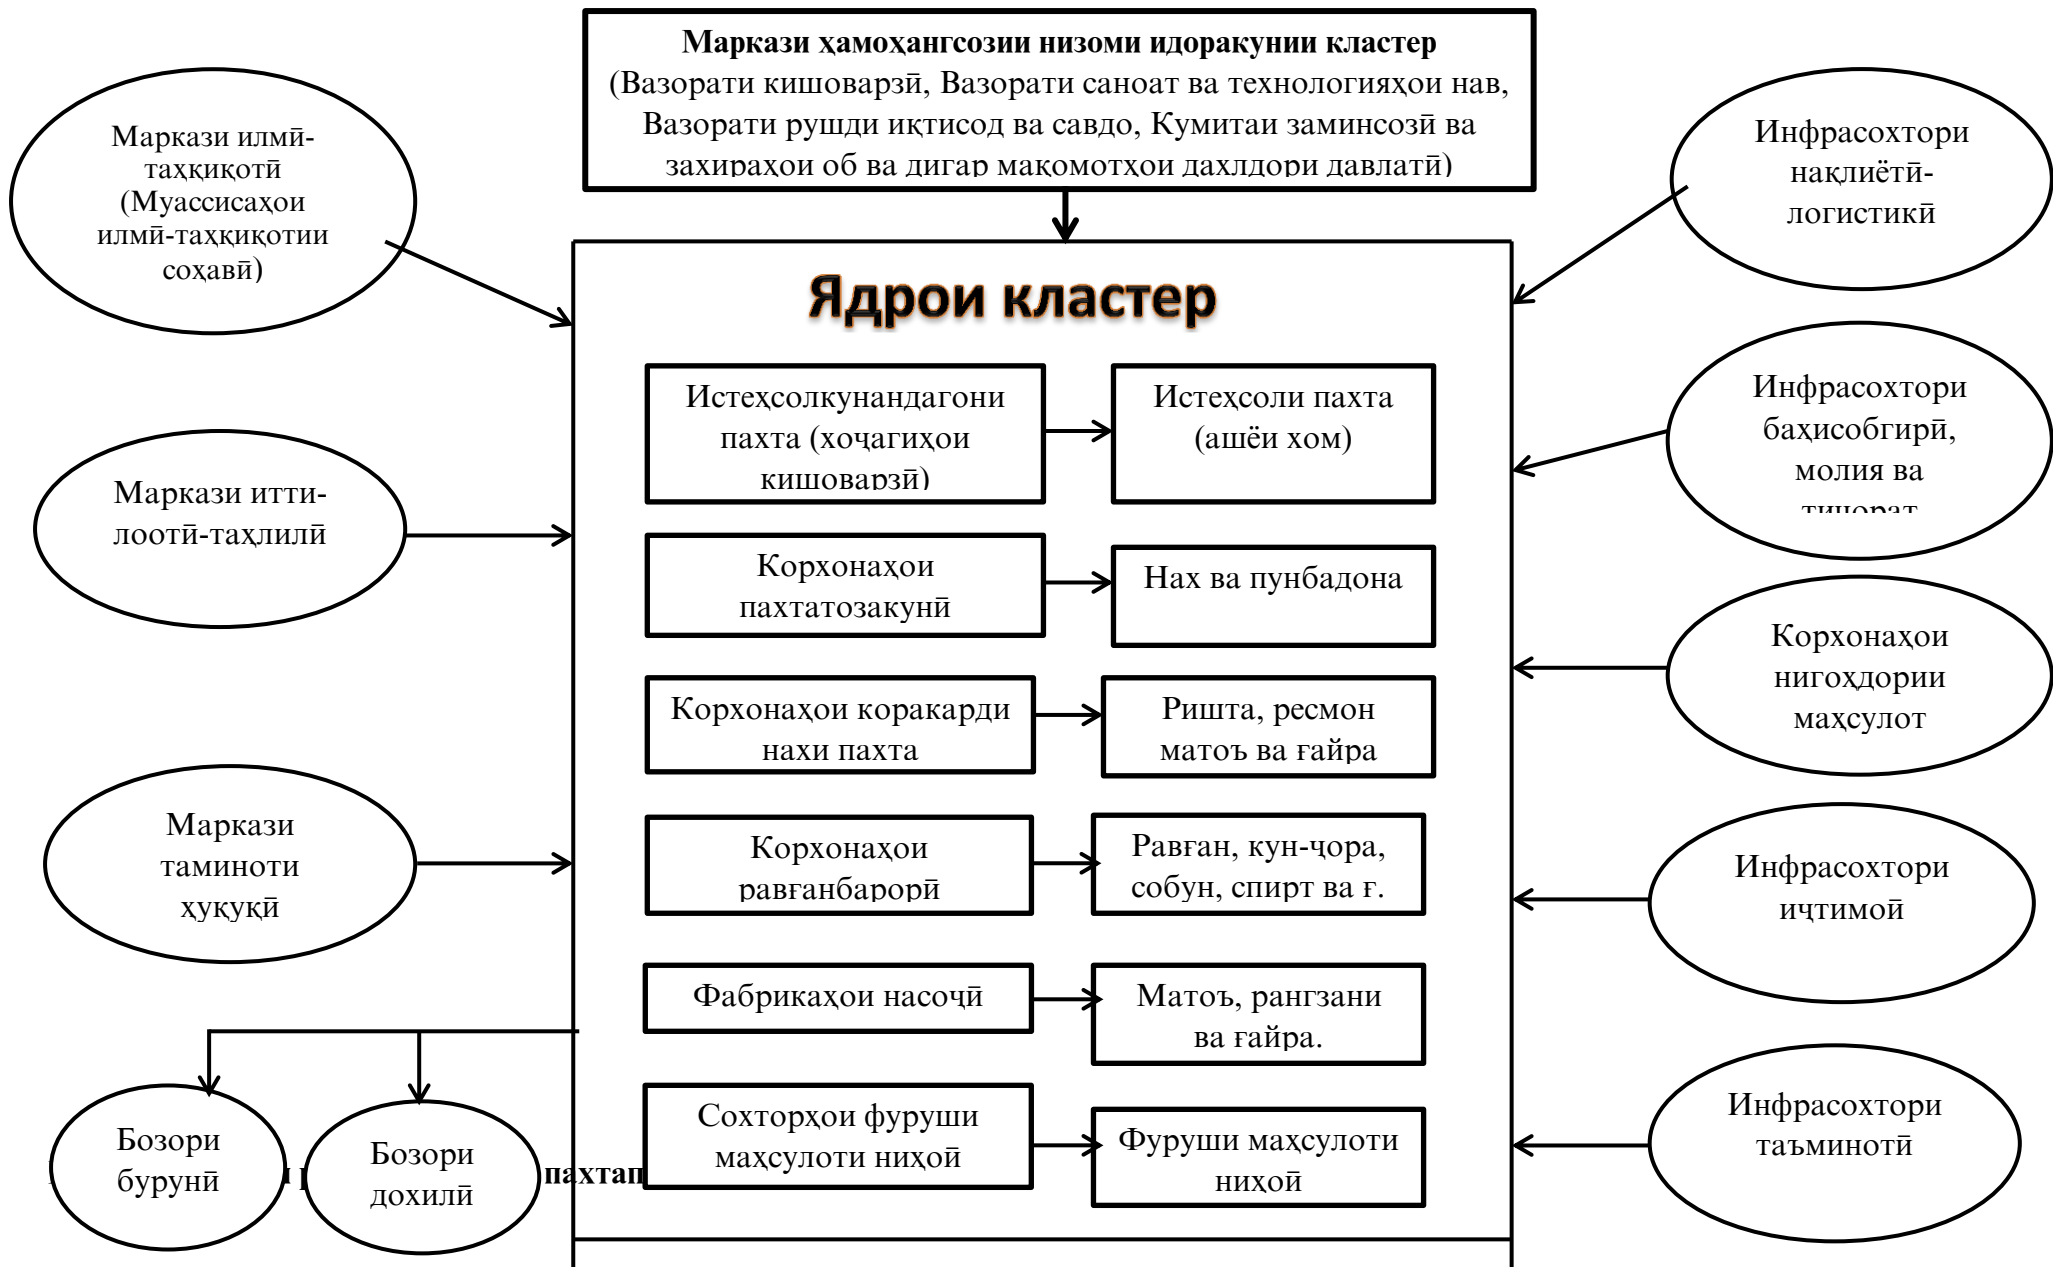 Маркази ҳамоҳангсозии низоми идоракунии кластер
(Вазорати кишоварзӣ, Вазорати саноат ва технологияҳои нав,
Вазорати рушди иқтисод ва савдо, Кумитаи заминсозӣ ва
захираҳои об ва дигар мақомотҳои дахлдори давлатӣ)
Маркази илмӣ-
таҳқиқотӣ
(Муассисаҳои
илмӣ-таҳқиқотии
соҳавӣ)
Маркази итти-
лоотӣ-таҳлилӣ
Маркази
таминоти
ҳуқуқӣ
Ядрои кластер
Истеҳсолкунандагони
пахта (хоҷагиҳои
кишоварзӣ)
Истеҳсоли пахта
(ашёи хом)
Корхонаҳои
пахтатозакунӣ
Нах ва пунбадона
Корхонаҳои коракарди
нахи пахта
Ришта, ресмон
матоъ ва ғайра
Корхонаҳои
равғанбарорӣ
Равған, кун-ҷора,
собун, спирт ва ғ.
Фабрикаҳои насоҷӣ
Матоъ, рангзани
ва ғайра.
Сохторҳои фуруши
маҳсулоти ниҳоӣ
Фуруши маҳсулоти
ниҳоӣ
Инфрасохтори
нақлиётӣ-
логистикӣ
Инфрасохтори
баҳисобгирӣ,
молия ва
тиҷорат
Корхонаҳои
нигоҳдории
маҳсулот
Инфрасохтори
иҷтимоӣ
Инфрасохтори
таъминотӣ
Бозори
бурунӣ
Бозори
дохилӣ